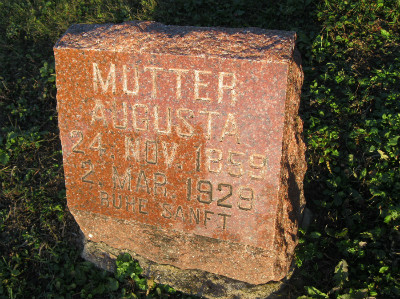 MUTTER
AUGUSTA
24. NOV. 1859
2. MAR. 1928
RUHE SANFT